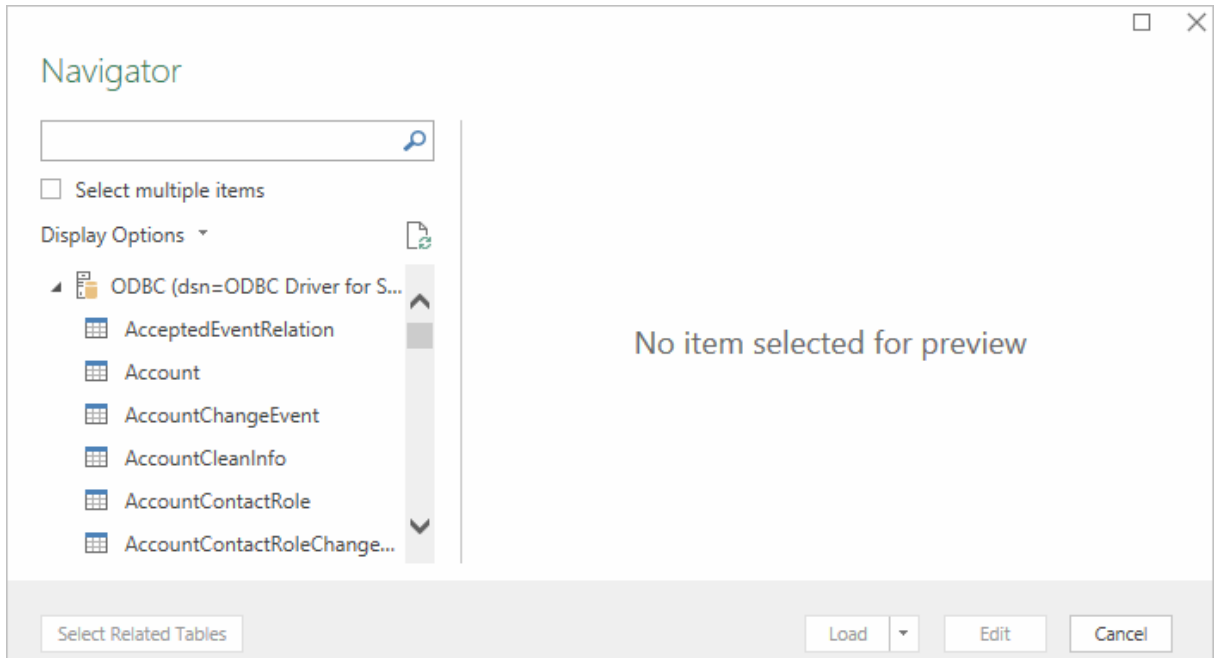 Navigator
Select multiple items
Display Options
ODBC (dsn=ODBC Driver for S...
AcceptedEventRelation
Account
AccountChangeEvent
AccountCleanInfo
AccountContactRole
AccountContactRoleChange...
No item selected for preview
Select Related Tables
Load
Edit
Cancel